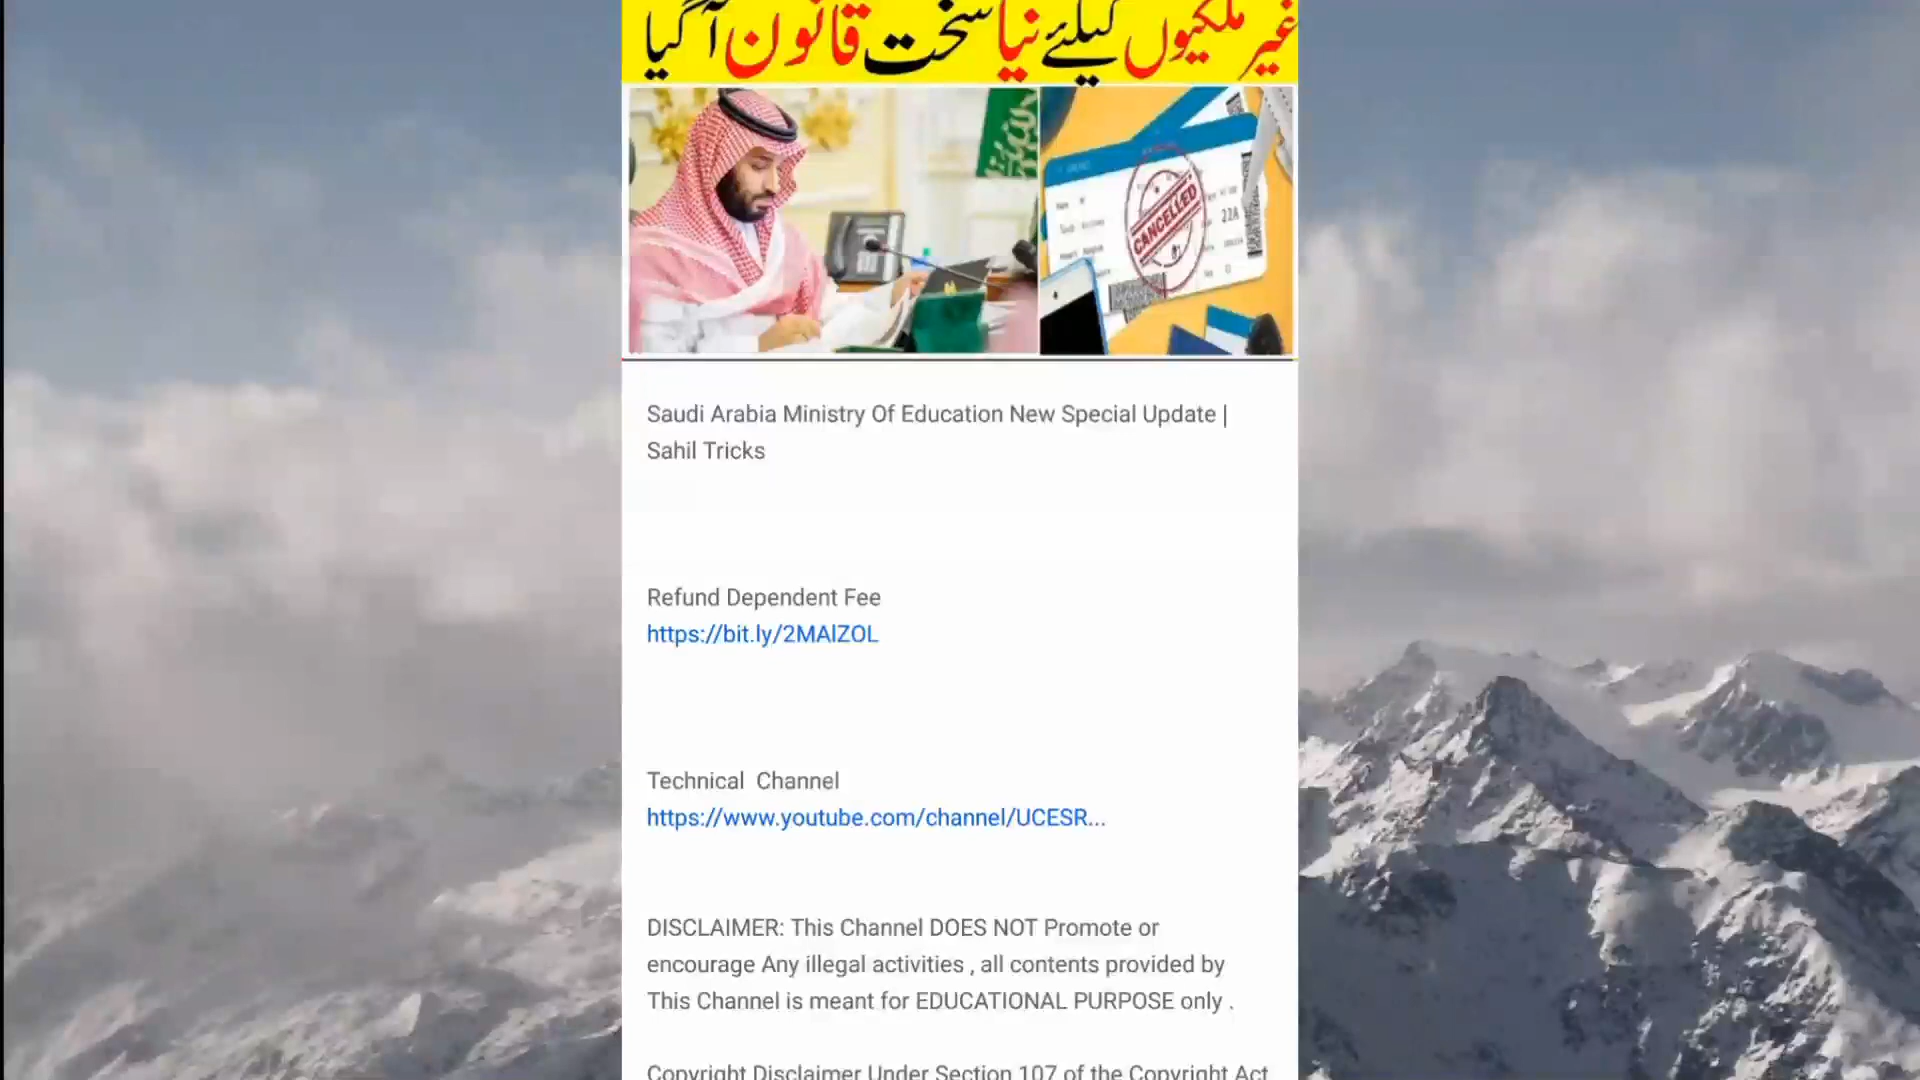 غیر ملکیوں کیلئے نیا سخت قانون آ گیا
CANCELLED
22A
Saudi Arabia Ministry Of Education New Special Update |
Sahil Tricks
Refund Dependent Fee
https://bit.ly/2MAlZOL
Technical  Channel
https://www.youtube.com/channel/UCESR...
DISCLAIMER: This Channel DOES NOT Promote or
encourage Any illegal activities , all contents provided by
This Channel is meant for EDUCATIONAL PURPOSE only .
Copyright Disclaimer Under Section 107 of the Copyright Act